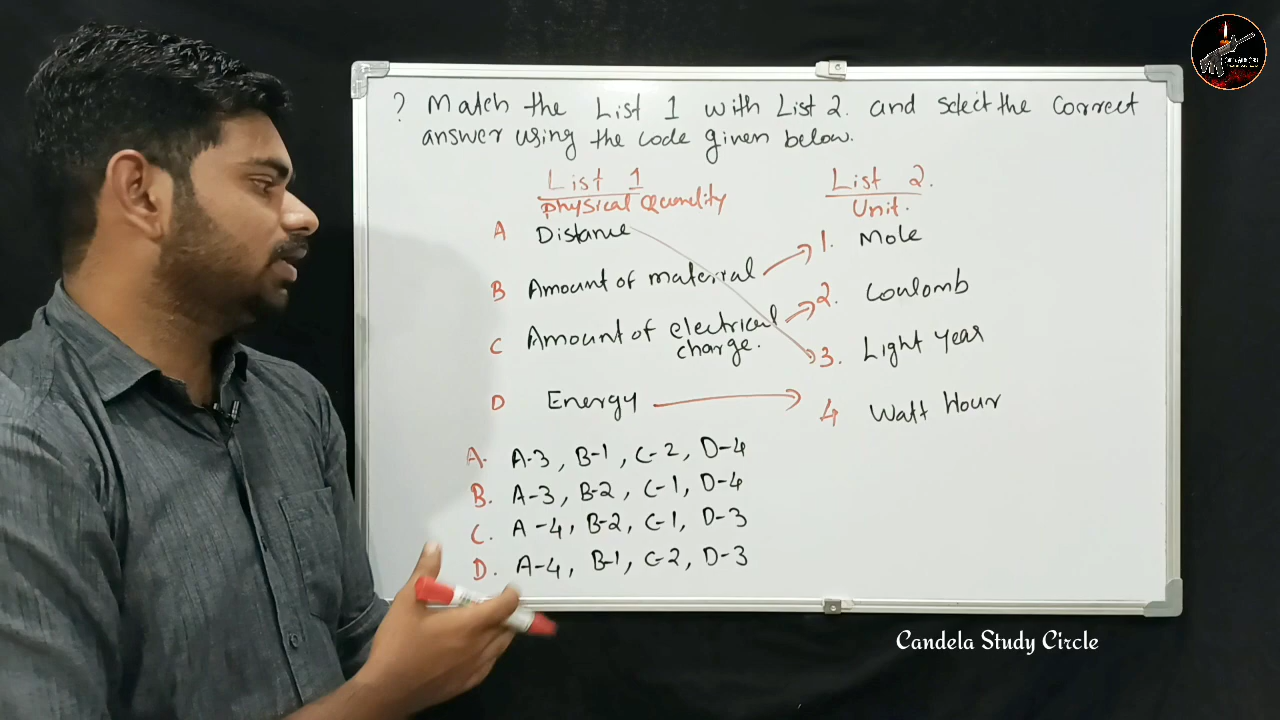 ? Match the List 1 with List 2. and select the correct
answer using the code given below.
List 1
Physical Quantity
List 2.
Unit.
A Distance
1. Mole
B Amount of material
2. Coulomb
C Amount of electrical
charge.
3. Light year
D Energy
4 Watt Hour
A. A-3, B-1, C-2, D-4
B. A-3, B-2, C-1, D-4
C. A-4, B-2, C-1, D-3
D. A-4, B-1, C-2, D-3
Candela Study Circle